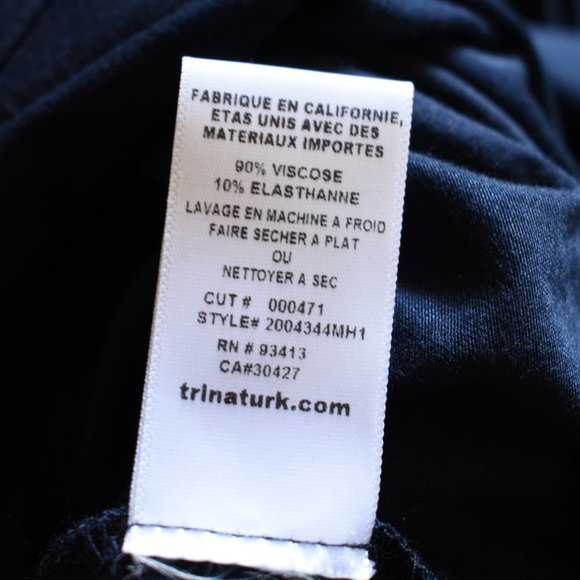 FABRIQUE EN CALIFORNIE,
ETAS UNIS AVEC DES
MATERIAUX IMPORTES
90% VISCOSE
10% ELASTHANNE
LAVAGE EN MACHINE A FROID
FAIRE SECHER A PLAT
OU
NETTOYER A SEC
CUT # 000471
STYLE# 2004344MH1
RN # 93413
CA#30427
trinaturk.com